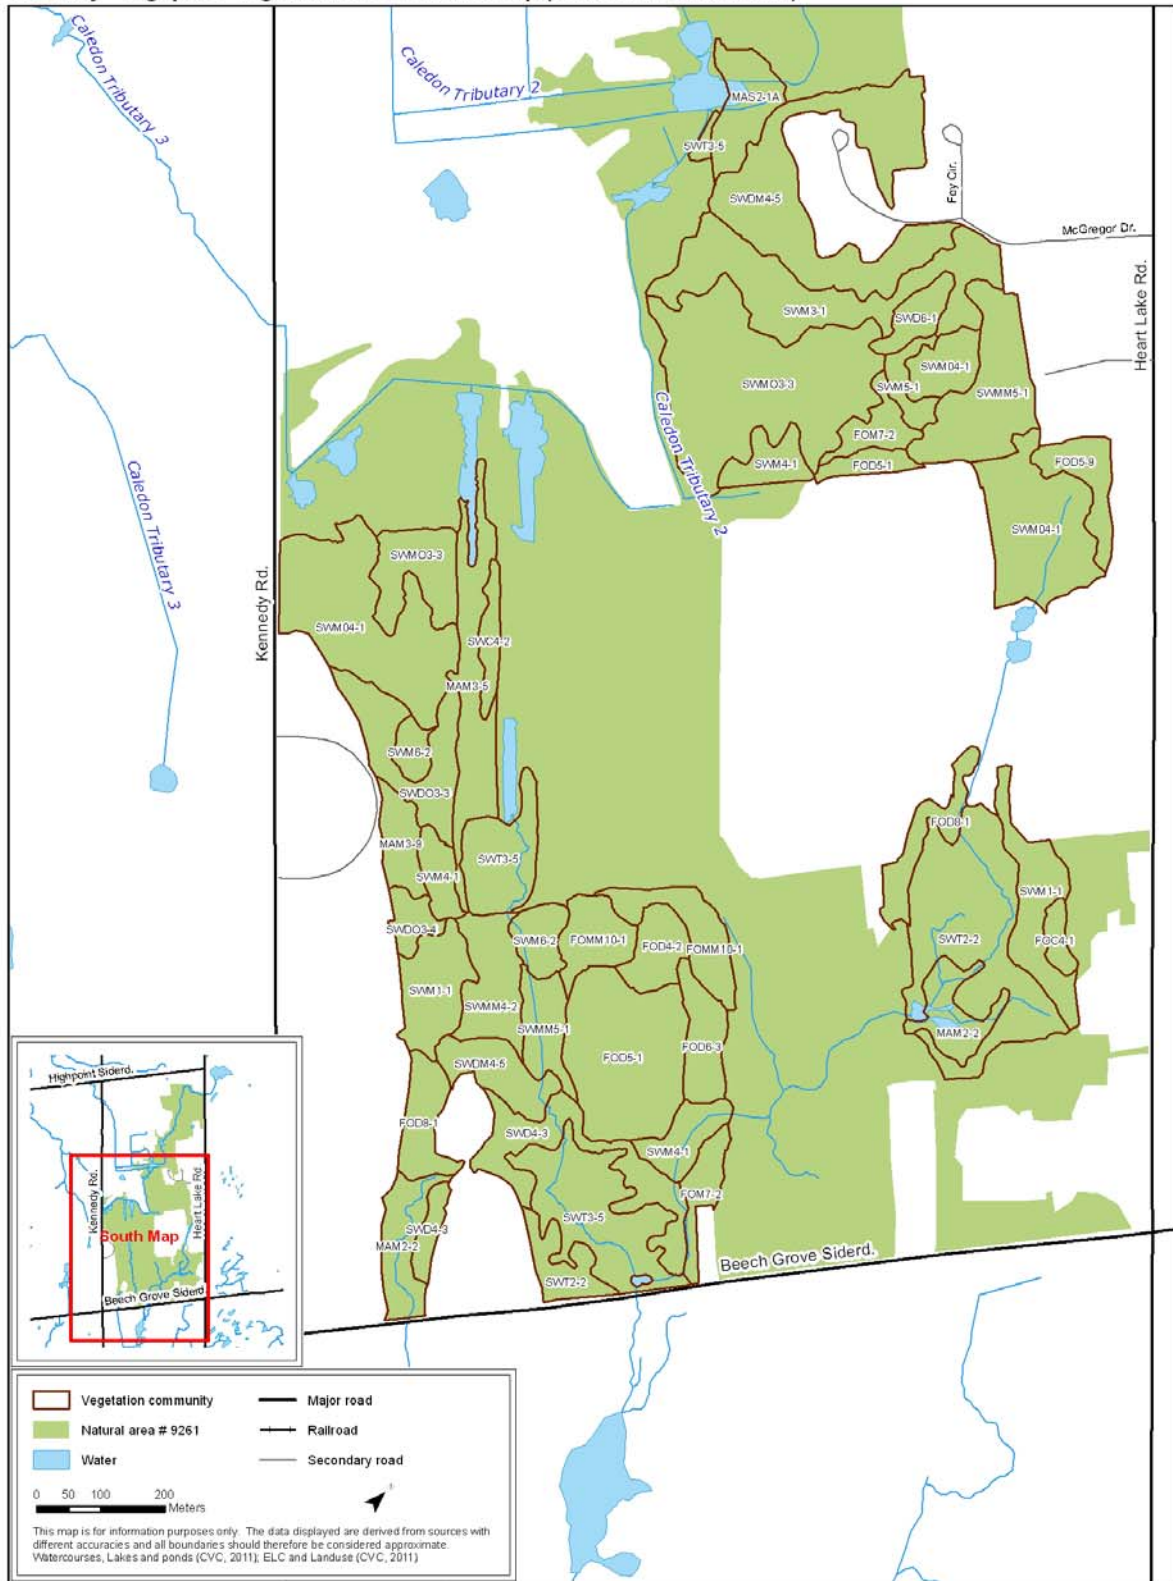 Caledon Tributary 3
Caledon Tributary 2
MAS2-1A
SWT3-5
Fay Cir.
SWDM4-5
McGregor Dr.
Heart Lake Rd.
SWM3-1
SWD6-1
SWMO3-3
SWM04-1
SWM5-1
SWMM5-1
Caledon Tributary 2
FOM7-2
SWM4-1
FOD5-1
FOD5-9
Caledon Tributary 3
SWM04-1
SWMO3-3
Kennedy Rd.
SWM04-1
SWC4-2
MAM3-5
SWM6-2
SWDO3-3
MAM3-9
SWM4-1
SWT3-5
FOD8-1
SWM1-1
SWDO3-4
SWM6-2
FOMM10-1
FOD4-2
FOMM10-1
SWT2-2
FOC4-1
SWM1-1
SWMM4-2
SWMM5-1
MAM2-2
FOD5-1
FOD6-3
SWDM4-5
FOD8-1
SWD4-3
SWM4-1
FOM7-2
SWD4-3
MAM2-2
SWT3-5
SWT2-2
Beech Grove Siderd.
Highpoint Siderd.
Kennedy Rd.
Heart Lake Rd
South Map
Beech Grove Siderd
Vegetation community
Major road
Natural area # 9261
Railroad
Water
Secondary road
0 50 100 200
Meters
This map is for information purposes only. The data displayed are derived from sources with
different accuracies and all boundaries should therefore be considered approximate.
Watercourses, Lakes and ponds (CVC, 2011); ELC and Landuse (CVC, 2011)